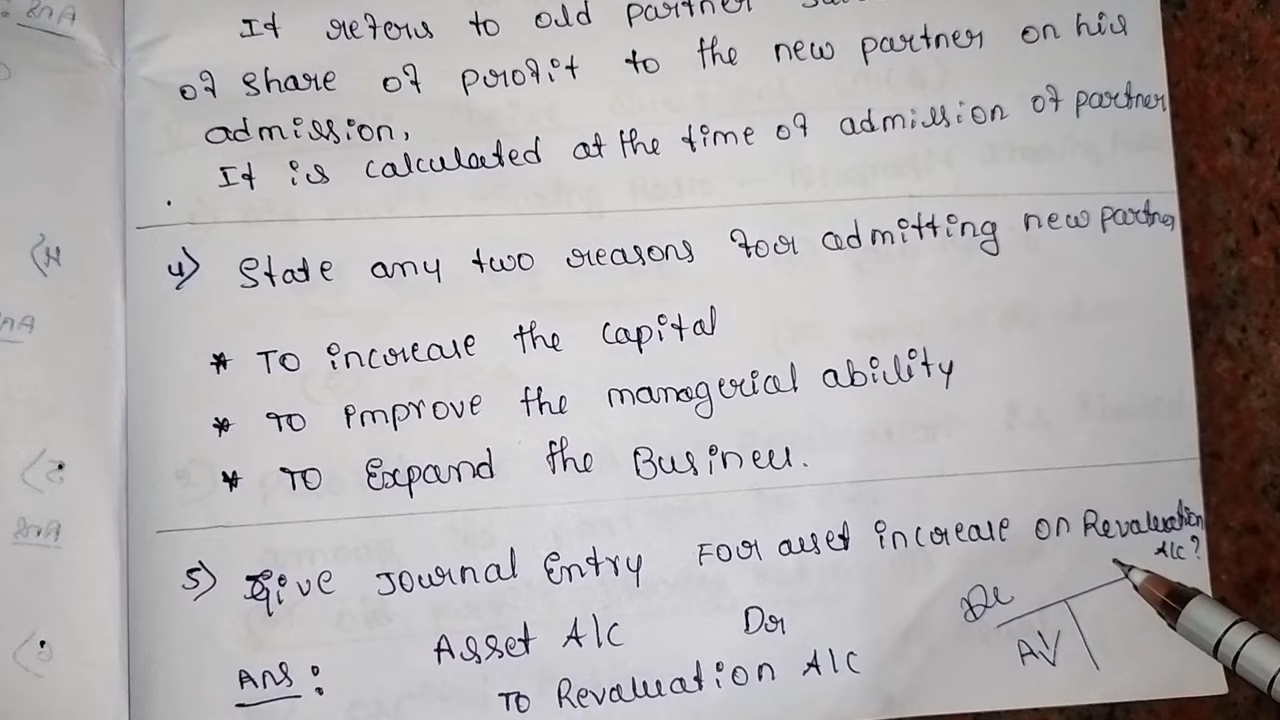 It refers to old partner
of share of profit to the new partner on his
admission,
It is calculated at the time of admission of partner
4) State any two reasons for admitting new partner
* To increase the capital
* To improve the managerial ability
* To Expand the Business.
5) Give Journal Entry For asset increase on Revaluation
A/c?
Ans: Asset A/c Dr
To Revaluation A/c
AV